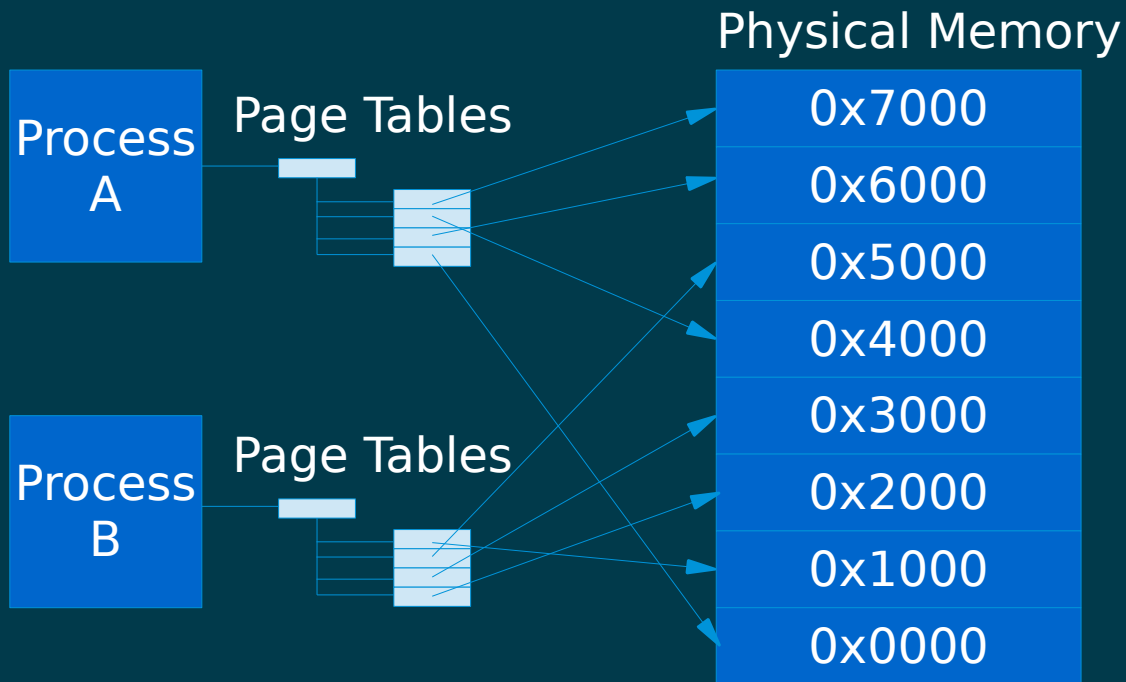 Physical Memory
Process
A
Page Tables
Process
B
Page Tables
0x7000
0x6000
0x5000
0x4000
0x3000
0x2000
0x1000
0x0000